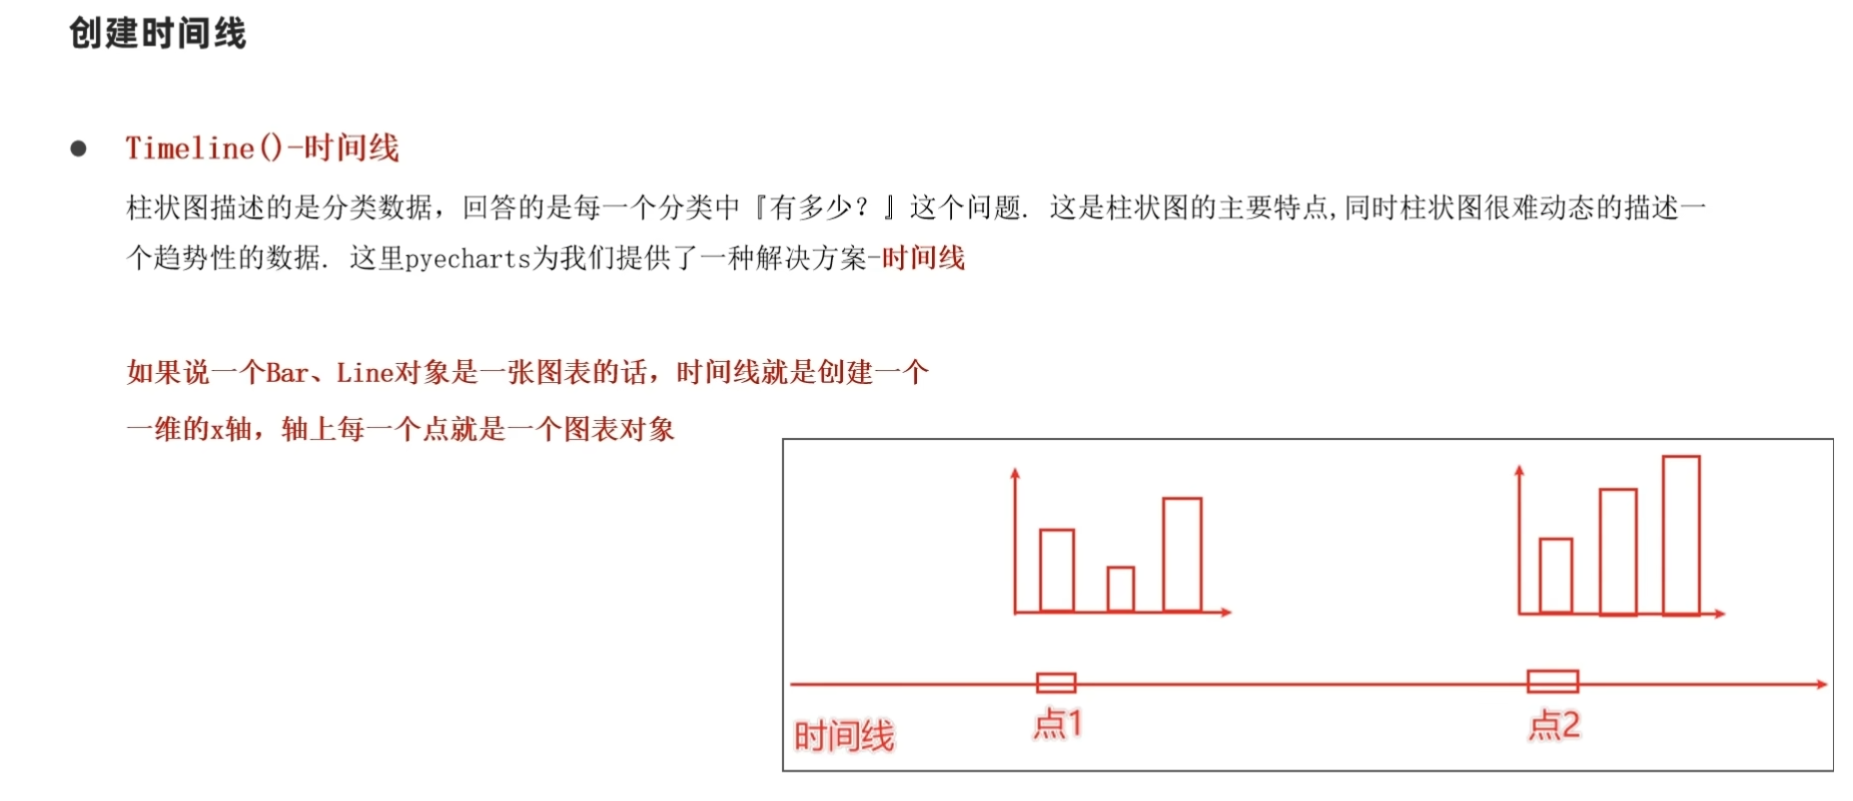 创建时间线
Timeline()-时间线
柱状图描述的是分类数据，回答的是每一个分类中『有多少？』这个问题. 这是柱状图的主要特点,同时柱状图很难动态的描述一
个趋势性的数据. 这里pyecharts为我们提供了一种解决方案-时间线
如果说一个Bar、Line对象是一张图表的话，时间线就是创建一个
一维的x轴，轴上每一个点就是一个图表对象
时间线
点1
点2